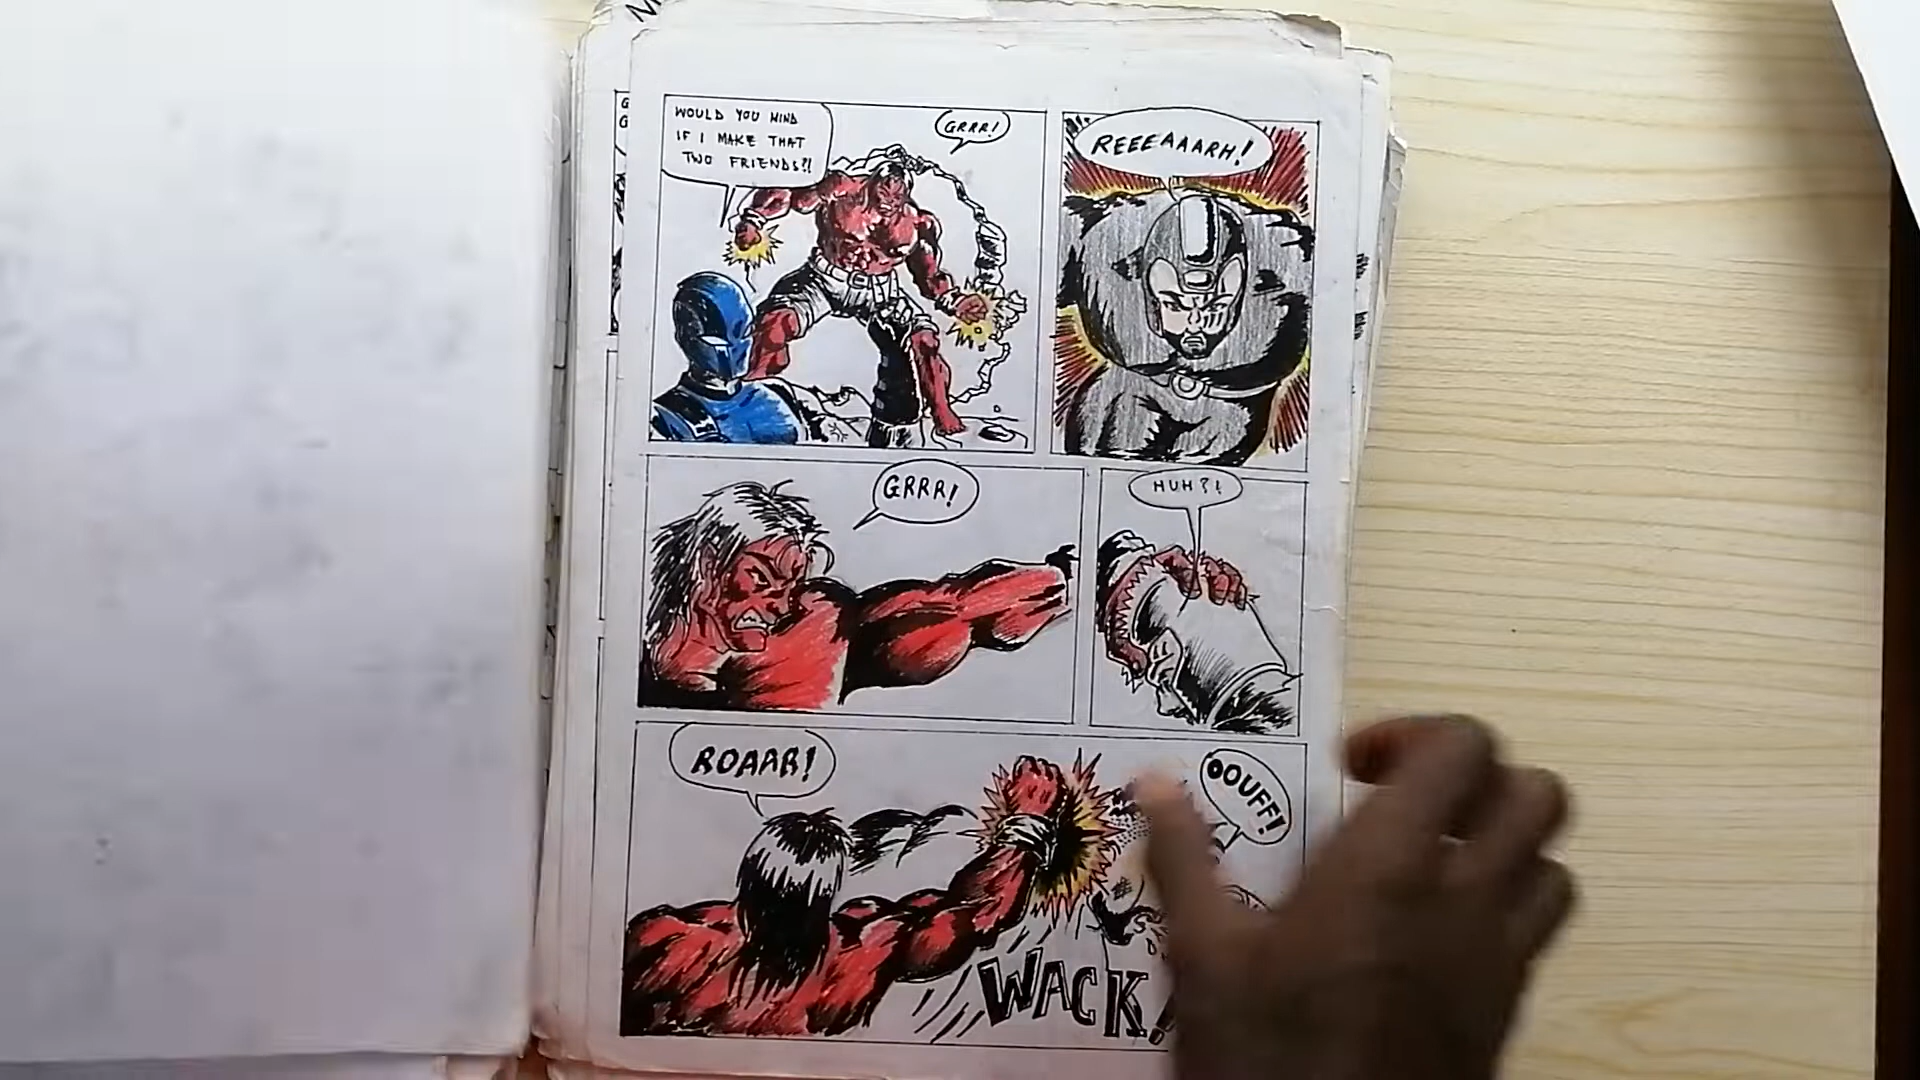 WOULD YOU MIND
IF I MAKE THAT
TWO FRIENDS?!
GRRR!
REEEAAARH!
GRRR!
HUH?!
ROAAR!
OOUFF!
WACK!